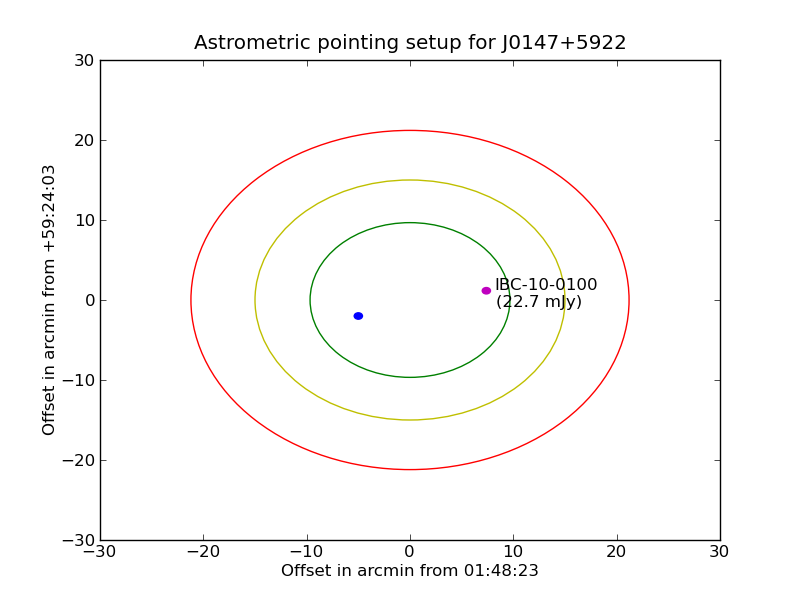 Astrometric pointing setup for J0147+5922
30
20
10
0
−10
−20
−30
Offset in arcmin from +59:24:03
IBC-10-0100
(22.7 mJy)
−30
−20
−10
0
10
20
30
Offset in arcmin from 01:48:23